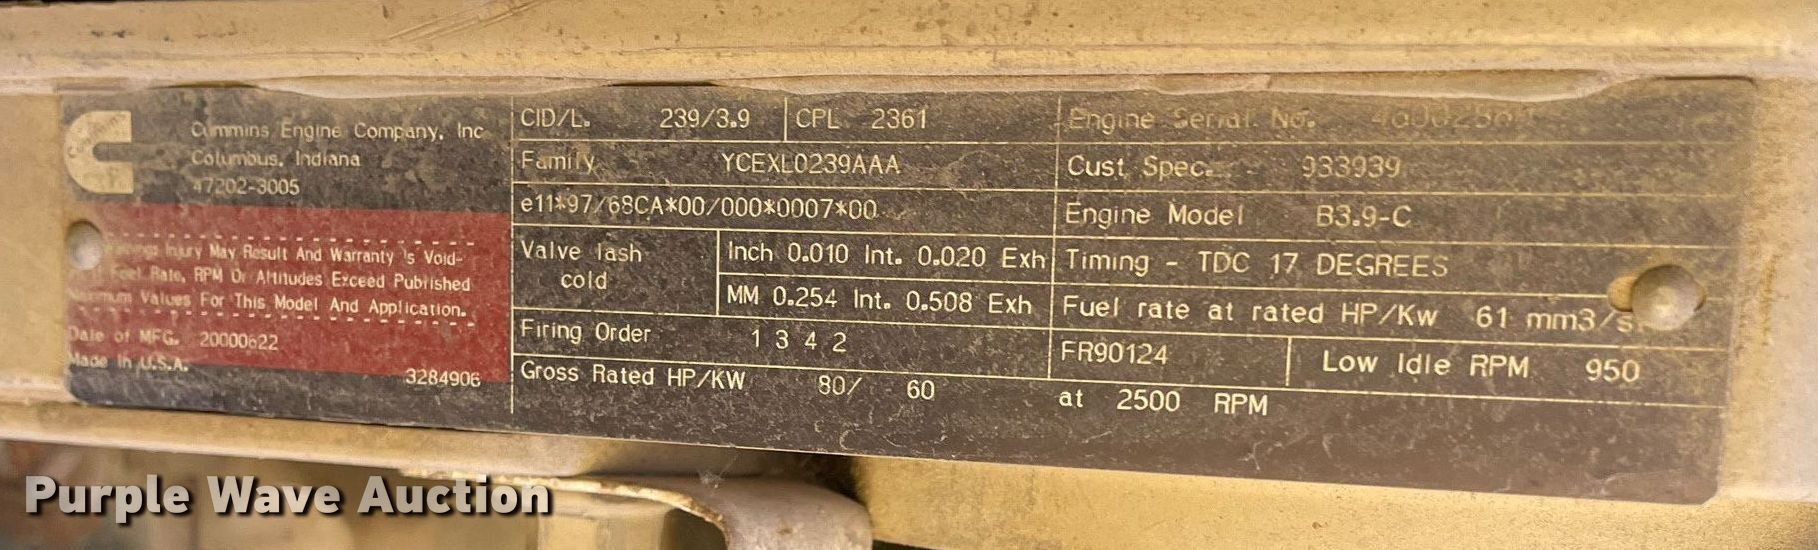 Cummins Engine Company, Inc
Columbus, Indiana
47202-3005
Injury May Result And Warranty Is Void-
If Fuel Rate, RPM Or Altitudes Exceed Published
Maximum Values For This Model And Application.
Date of MFG. 20000622
Made In U.S.A.
3284906
CID/L. 239/3.9 CPL 2361
Family YCEXL0239AAA
e11*97/68CA*00/000*0007*00
Valve lash cold
Inch 0.010 Int. 0.020 Exh
MM 0.254 Int. 0.508 Exh
Firing Order 1 3 4 2
Gross Rated HP/KW 80/ 60 at 2500 RPM
Engine Serial No.
Cust. Spec. 933939
Engine Model B3.9-C
Timing - TDC 17 DEGREES
Fuel rate at rated HP/Kw 61 mm3/st
FR90124 Low Idle RPM 950
Purple Wave Auction